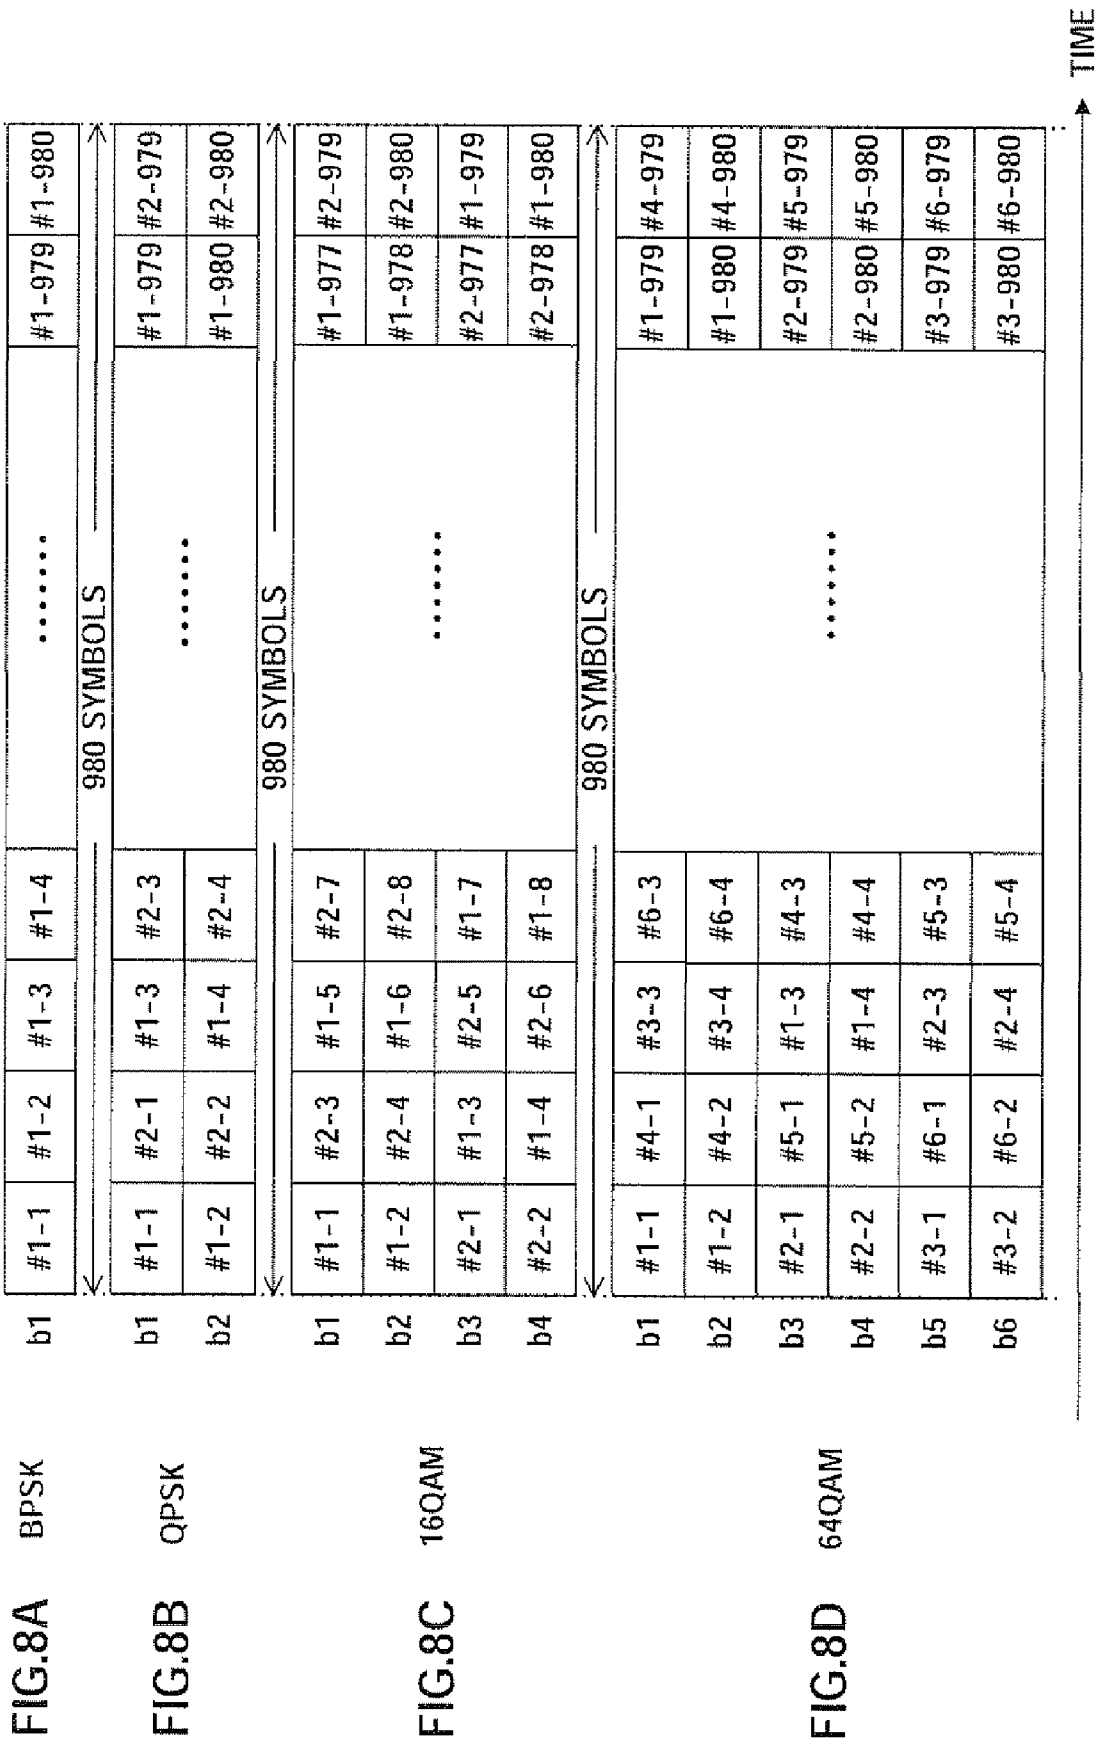 FIG.8A BPSK
b1 #1-1 #1-2 #1-3 #1-4 ······· #1-979 #1-980
980 SYMBOLS
FIG.8B QPSK
b1 #1-1 #2-1 #1-3 #2-3 ······· #1-979 #2-979
b2 #1-2 #2-2 #1-4 #2-4 #1-980 #2-980
980 SYMBOLS
FIG.8C 16QAM
b1 #1-1 #2-3 #1-5 #2-7 ······· #1-977 #2-979
b2 #1-2 #2-4 #1-6 #2-8 #1-978 #2-980
b3 #2-1 #1-3 #2-5 #1-7 #2-977 #1-979
b4 #2-2 #1-4 #2-6 #1-8 #2-978 #1-980
980 SYMBOLS
FIG.8D 64QAM
b1 #1-1 #4-1 #3-3 #6-3 ········ #1-979 #4-979
b2 #1-2 #4-2 #3-4 #6-4 #1-980 #4-980
b3 #2-1 #5-1 #1-3 #4-3 #2-979 #5-979
b4 #2-2 #5-2 #1-4 #4-4 #2-980 #5-980
b5 #3-1 #6-1 #2-3 #5-3 #3-979 #6-979
b6 #3-2 #6-2 #2-4 #5-4 #3-980 #6-980
TIME